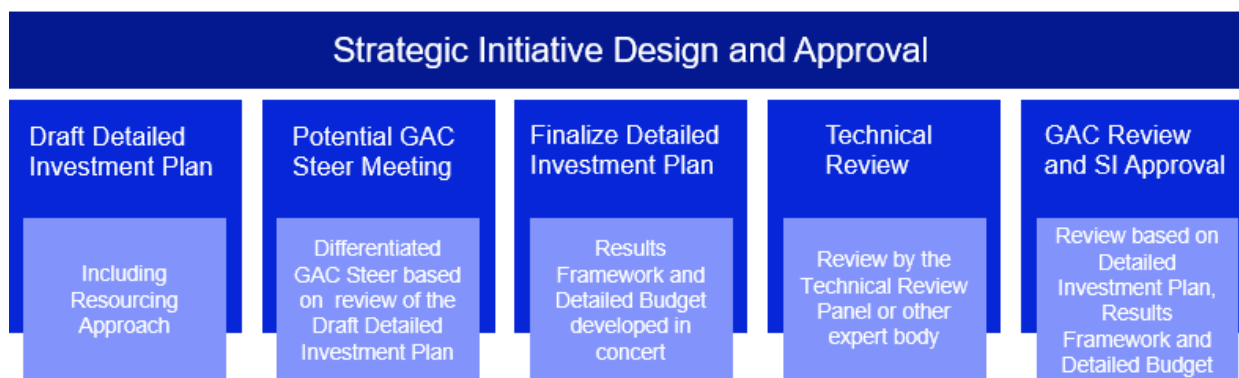 Strategic Initiative Design and Approval
Draft Detailed
Investment Plan
Including
Resourcing
Approach
Potential GAC
Steer Meeting
Differentiated
GAC Steer based
on review of the
Draft Detailed
Investment Plan
Finalize Detailed
Investment Plan
Results
Framework and
Detailed Budget
developed in
concert
Technical
Review
Review by the
Technical Review
Panel or other
expert body
GAC Review
and SI Approval
Review based on
Detailed
Investment Plan,
Results
Framework and
Detailed Budget